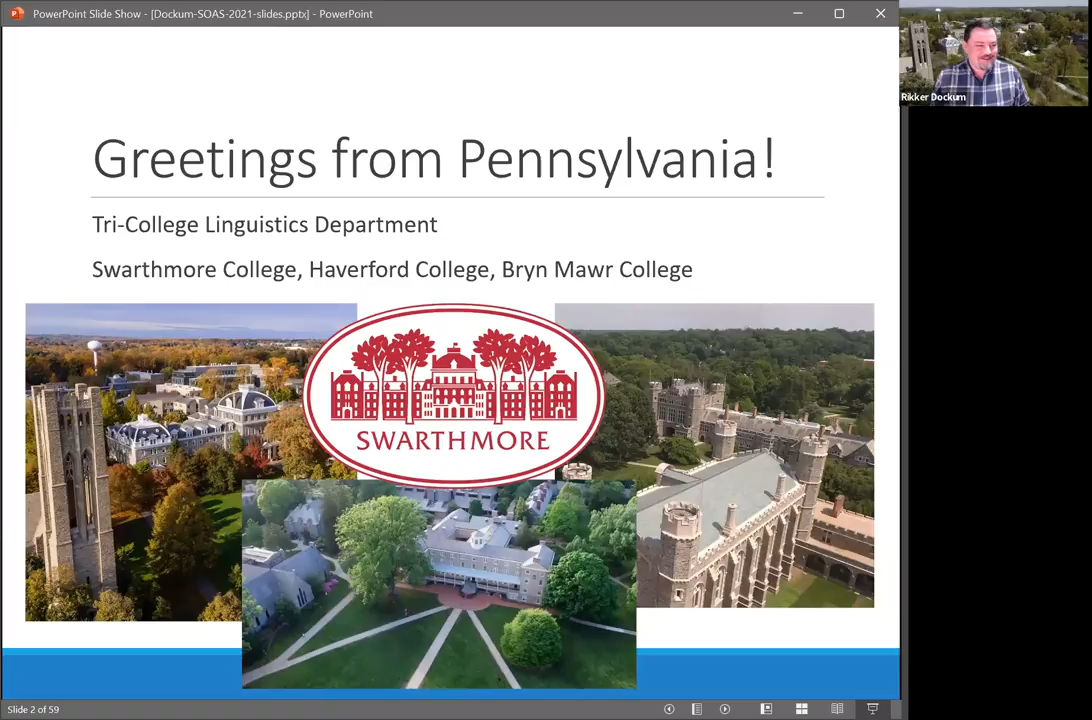 PowerPoint Slide Show - [Dockum-SOAS-2021-slides.pptx] - PowerPoint
Rikker Dockum
Greetings from Pennsylvania!
Tri-College Linguistics Department
Swarthmore College, Haverford College, Bryn Mawr College
SWARTHMORE
Slide 2 of 59